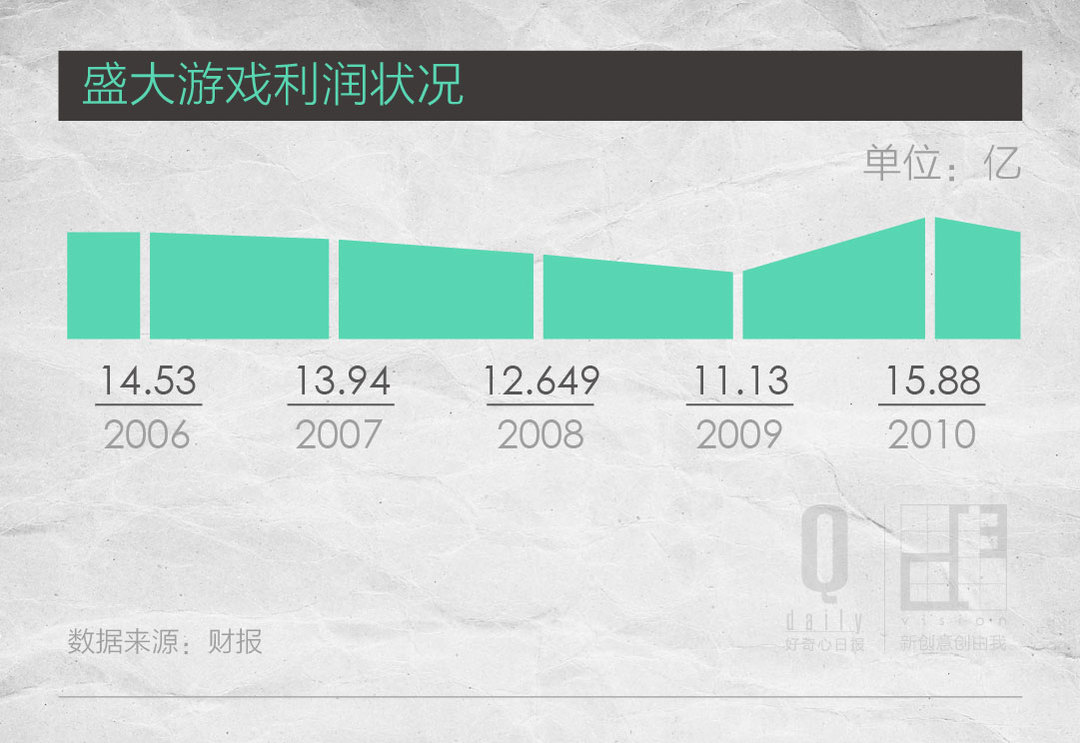 盛大游戏利润状况
单位：亿
14.53 13.94 12.649 11.13 15.88
2006 2007 2008 2009 2010
Q
daily
好奇心日报
vision
新创意创由我
数据来源：财报